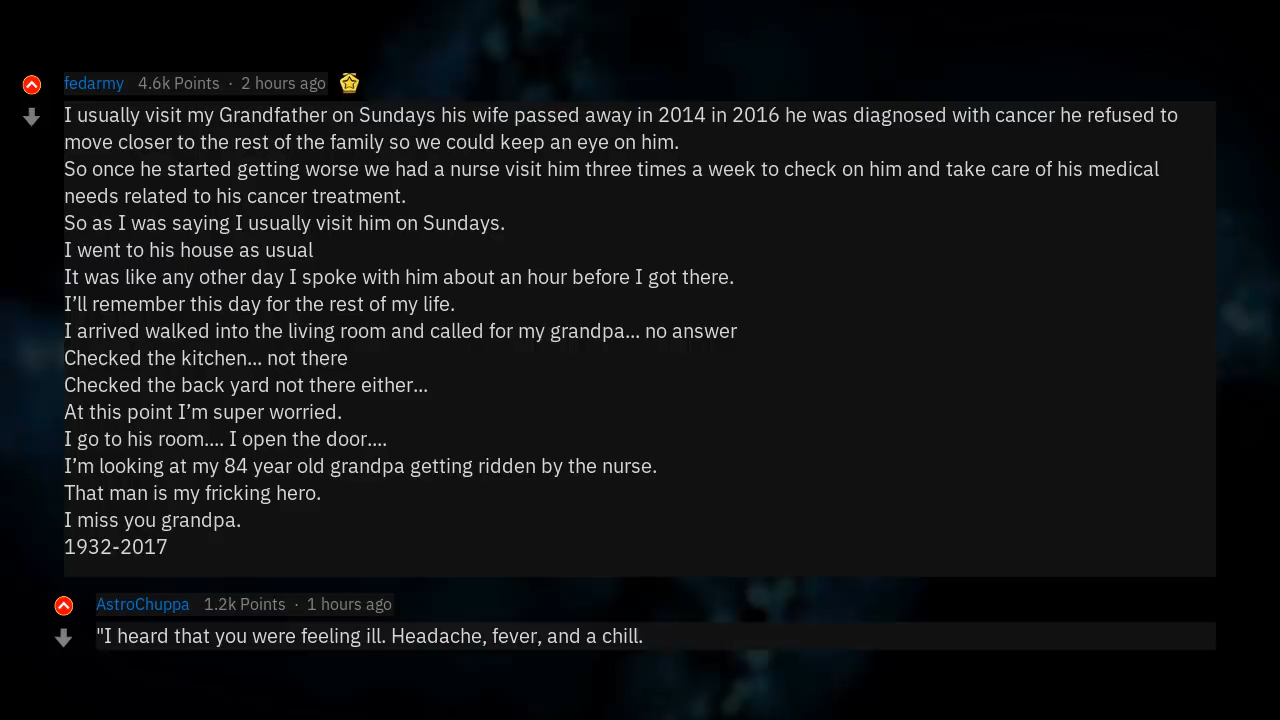 fedarmy 4.6k Points · 2 hours ago
I usually visit my Grandfather on Sundays his wife passed away in 2014 in 2016 he was diagnosed with cancer he refused to
move closer to the rest of the family so we could keep an eye on him.
So once he started getting worse we had a nurse visit him three times a week to check on him and take care of his medical
needs related to his cancer treatment.
So as I was saying I usually visit him on Sundays.
I went to his house as usual
It was like any other day I spoke with him about an hour before I got there.
I’ll remember this day for the rest of my life.
I arrived walked into the living room and called for my grandpa... no answer
Checked the kitchen... not there
Checked the back yard not there either...
At this point I’m super worried.
I go to his room.... I open the door....
I’m looking at my 84 year old grandpa getting ridden by the nurse.
That man is my fricking hero.
I miss you grandpa.
1932-2017
AstroChuppa 1.2k Points · 1 hours ago
"I heard that you were feeling ill. Headache, fever, and a chill.